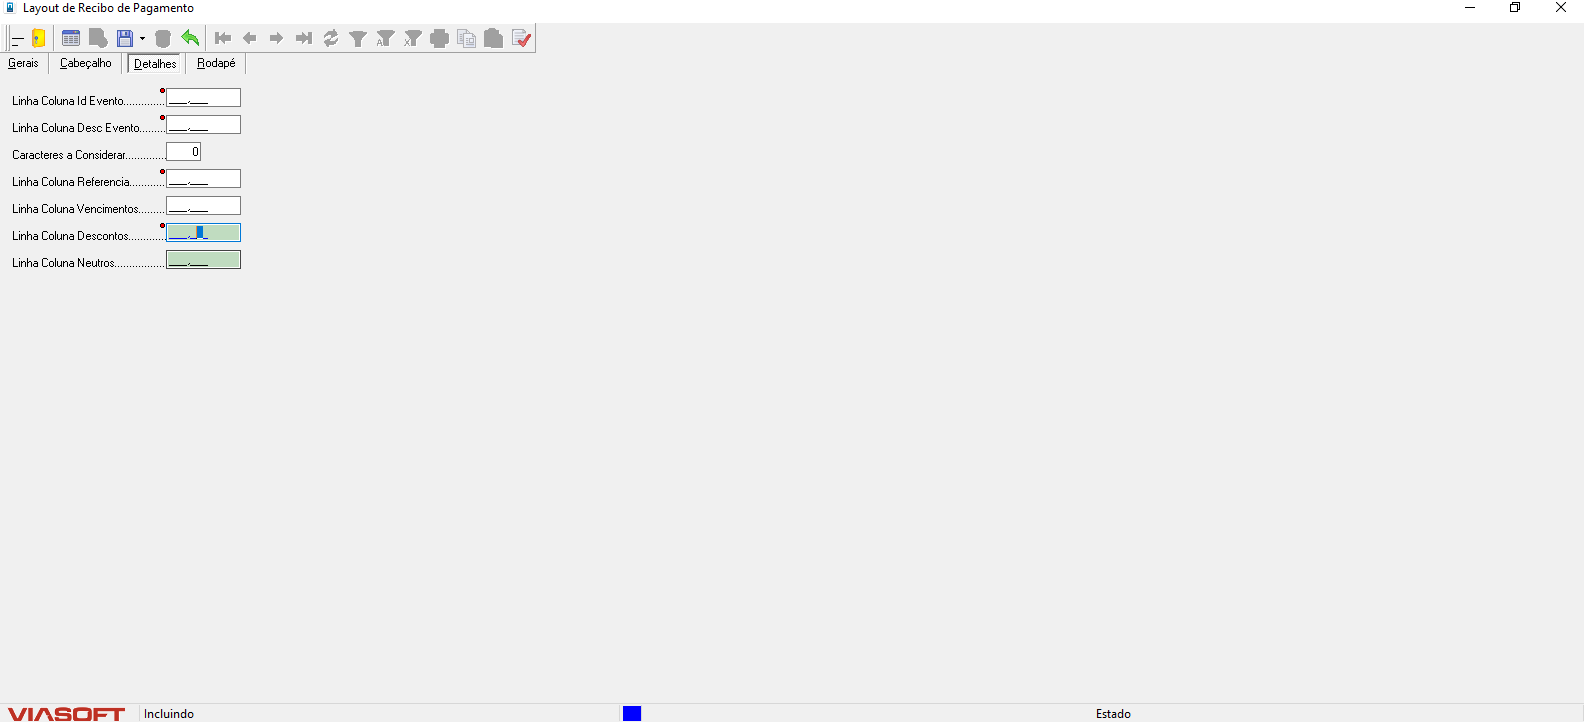 Layout de Recibo de Pagamento
Gerais Cabeçalho Detalhes Rodapé
Linha Coluna Id Evento.............. ___,___
Linha Coluna Desc Evento......... ___,___
Caracteres a Considerar.............. 0
Linha Coluna Referencia............ ___,___
Linha Coluna Vencimentos......... ___,___
Linha Coluna Descontos............. ___,___
Linha Coluna Neutros................. ___,___
VIASOFT Incluindo Estado